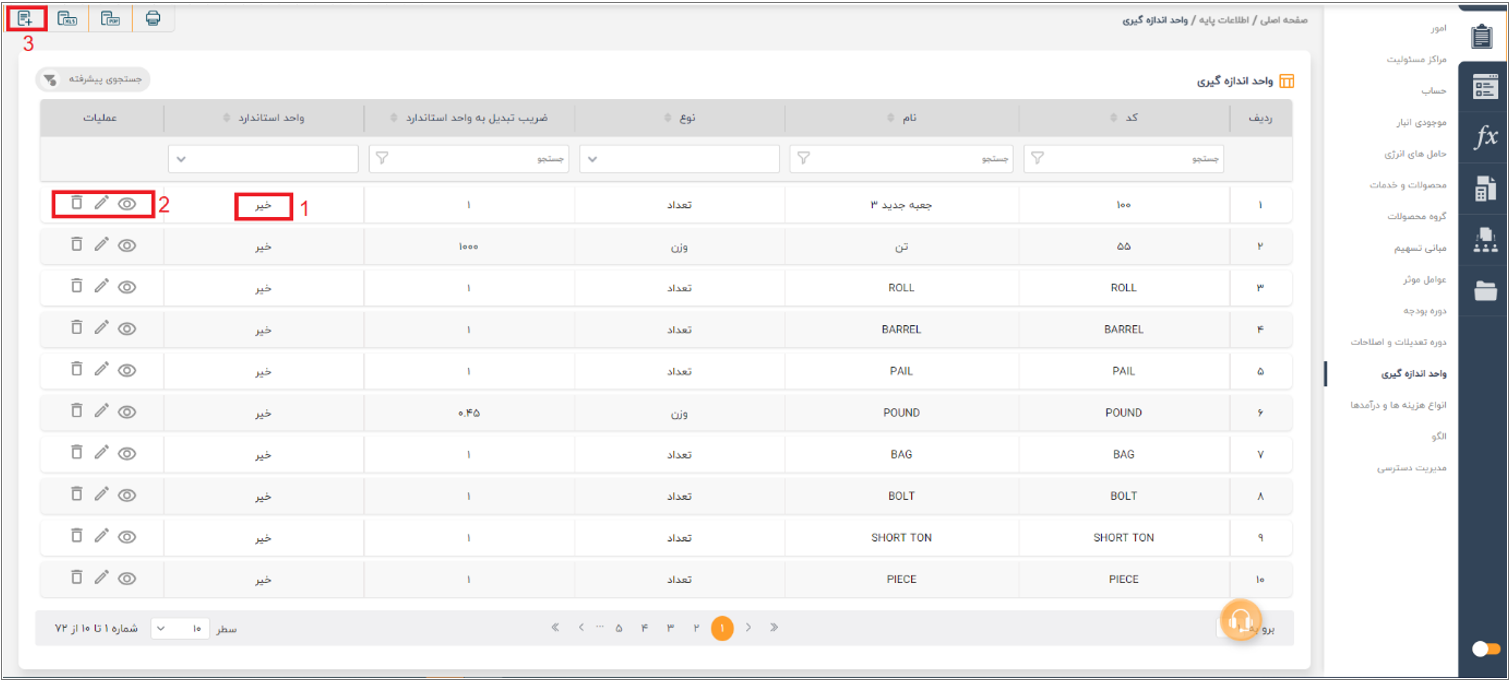 3
XLS
PDF
صفحه اصلی / اطلاعات پایه / واحد اندازه گیری
واحد اندازه گیری
جستجوی پیشرفته
ردیف کد نام نوع ضریب تبدیل به واحد استاندارد واحد استاندارد عملیات
جستجو جستجو جستجو
۱ ۱۰۰ جعبه جدید ۳ تعداد ۱ خیر 1 2
۲ ۵۵ تن وزن ۱۰۰۰ خیر
۳ ROLL ROLL تعداد ۱ خیر
۴ BARREL BARREL تعداد ۱ خیر
۵ PAIL PAIL تعداد ۱ خیر
۶ POUND POUND وزن ۰.۴۵ خیر
۷ BAG BAG تعداد ۱ خیر
۸ BOLT BOLT تعداد ۱ خیر
۹ SHORT TON SHORT TON تعداد ۱ خیر
۱۰ PIECE PIECE تعداد ۱ خیر
برو به
۱ ۲ ۳ ۴ ۵ ...
سطر ۱۰ شماره ۱ تا ۱۰ از ۷۲
امور
مراکز مسئولیت
حساب
موجودی انبار
حامل های انرژی
محصولات و خدمات
گروه محصولات
مبانی تسهیم
عوامل موثر
دوره بودجه
دوره تعدیلات و اصلاحات
واحد اندازه گیری
انواع هزینه ها و درآمدها
الگو
مدیریت دسترسی
fx